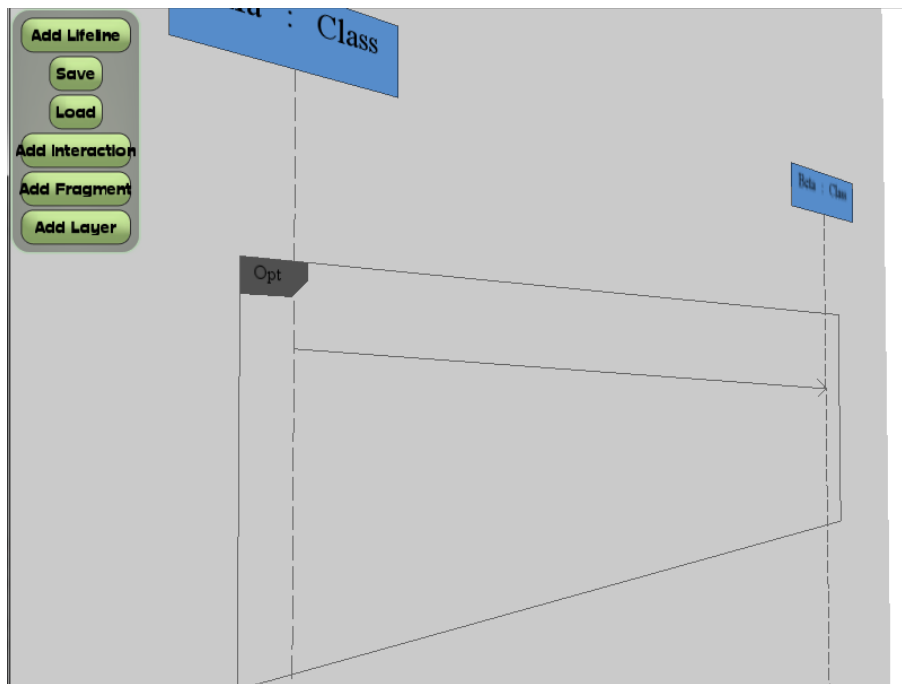 Add Lifeline
Save
Load
Add Interaction
Add Fragment
Add Layer
: Class
Beta : Class
Opt